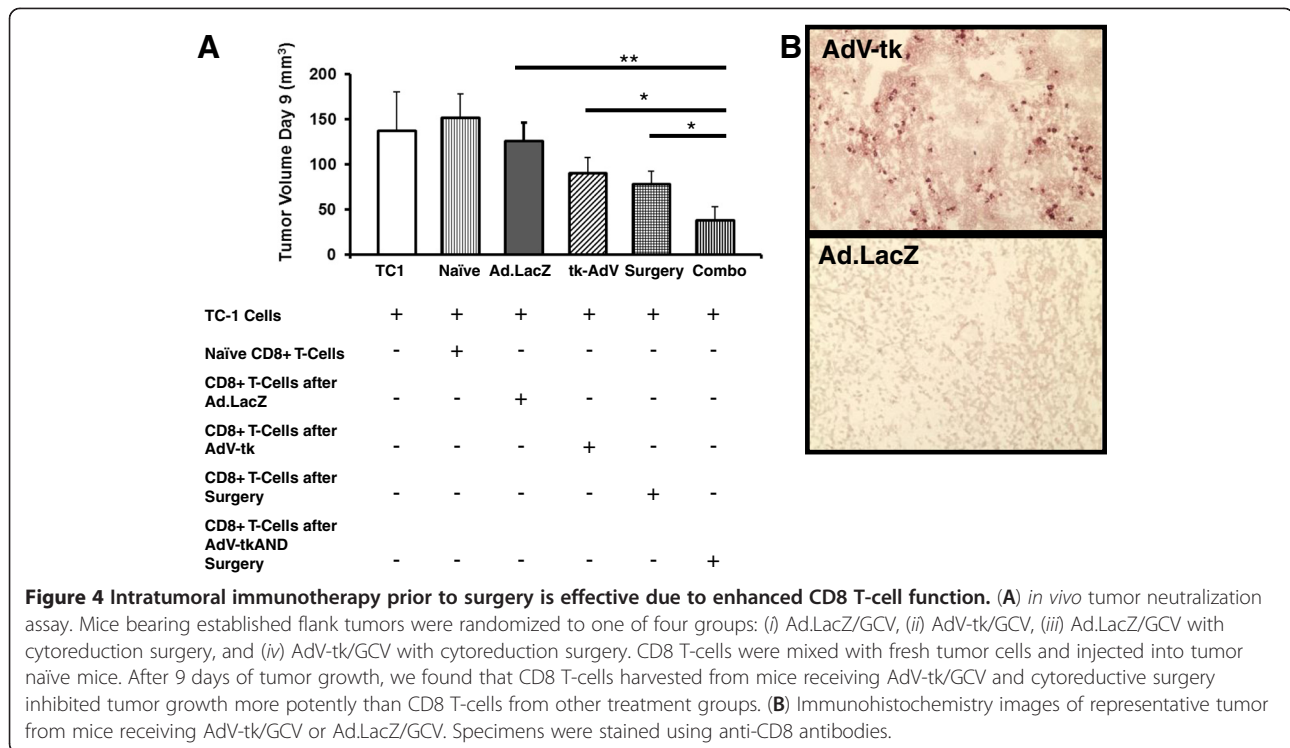 A
Tumor Volume Day 9 (mm³)
200
150
100
50
0
**
*
*
TC1 Naïve Ad.LacZ tk-AdV Surgery Combo
TC-1 Cells + + + + + +
Naïve CD8+ T-Cells - + - - - -
CD8+ T-Cells after
Ad.LacZ - - + - - -
CD8+ T-Cells after
AdV-tk - - - + - -
CD8+ T-Cells after
Surgery - - - - + -
CD8+ T-Cells after
AdV-tkAND
Surgery - - - - - +
B
AdV-tk
Ad.LacZ
Figure 4 Intratumoral immunotherapy prior to surgery is effective due to enhanced CD8 T-cell function. (A) in vivo tumor neutralization
assay. Mice bearing established flank tumors were randomized to one of four groups: (i) Ad.LacZ/GCV, (ii) AdV-tk/GCV, (iii) Ad.LacZ/GCV with
cytoreduction surgery, and (iv) AdV-tk/GCV with cytoreduction surgery. CD8 T-cells were mixed with fresh tumor cells and injected into tumor
naïve mice. After 9 days of tumor growth, we found that CD8 T-cells harvested from mice receiving AdV-tk/GCV and cytoreductive surgery
inhibited tumor growth more potently than CD8 T-cells from other treatment groups. (B) Immunohistochemistry images of representative tumor
from mice receiving AdV-tk/GCV or Ad.LacZ/GCV. Specimens were stained using anti-CD8 antibodies.